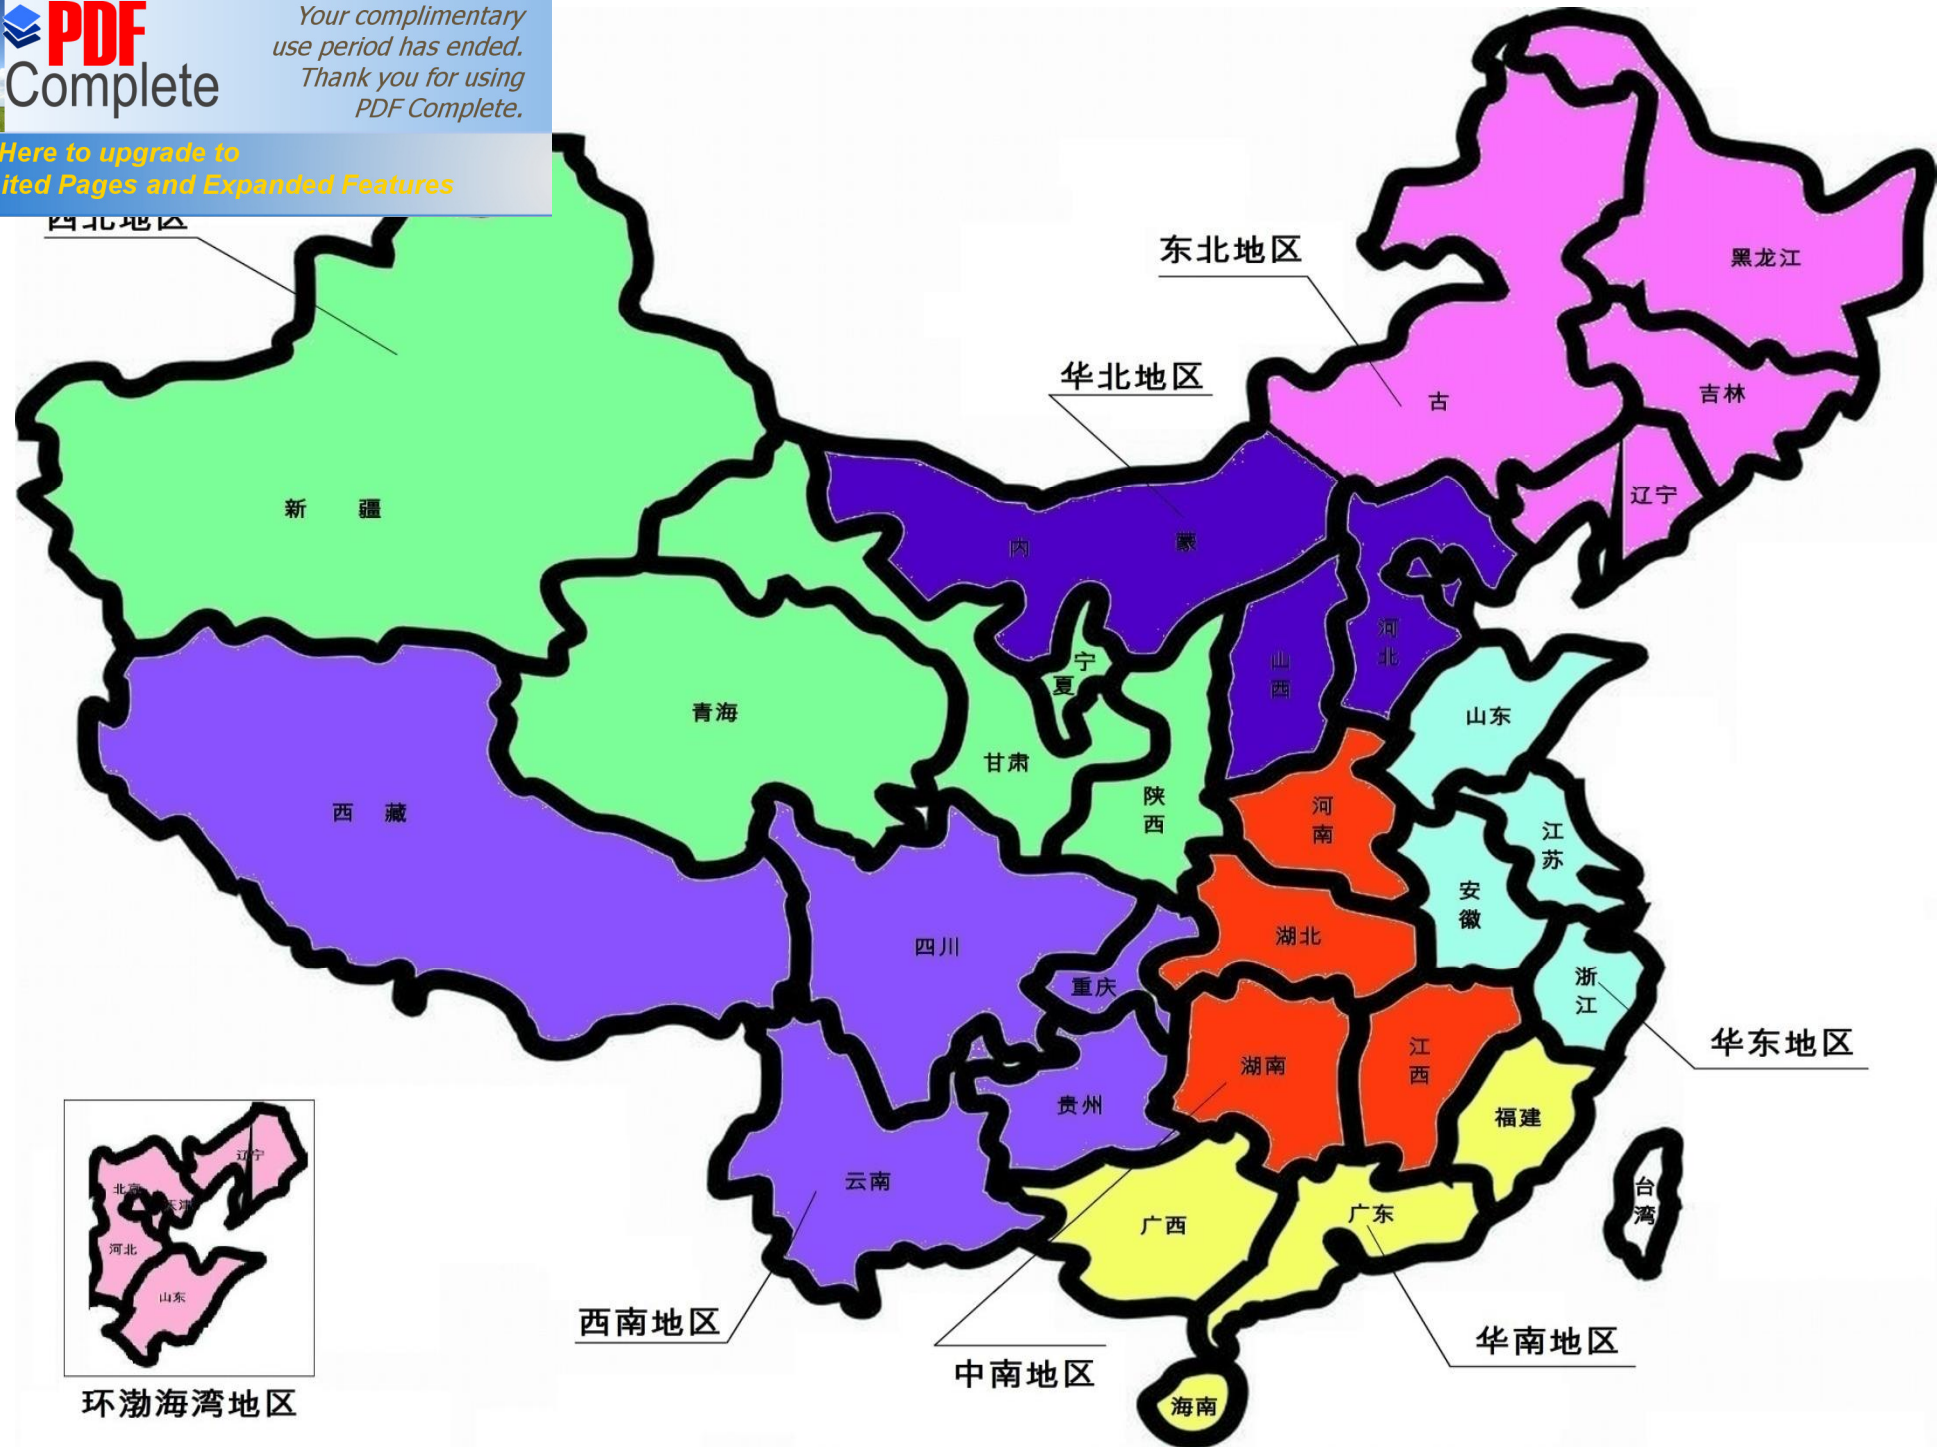 PDF
Complete
Your complimentary
use period has ended.
Thank you for using
PDF Complete.
Here to upgrade to
ited Pages and Expanded Features
西北地区
东北地区
黑龙江
华北地区
吉林
古
辽宁
新 疆
内 蒙
河
北
宁
夏
山
西
青海
山东
甘肃
陕
西
西 藏
河
南
江
苏
安
徽
四川
湖北
重庆
浙
江
华东地区
湖南
江
西
贵州
福建
云南
广西
广东
台
湾
辽宁
北京
天津
河北
山东
环渤海湾地区
西南地区
中南地区
华南地区
海南